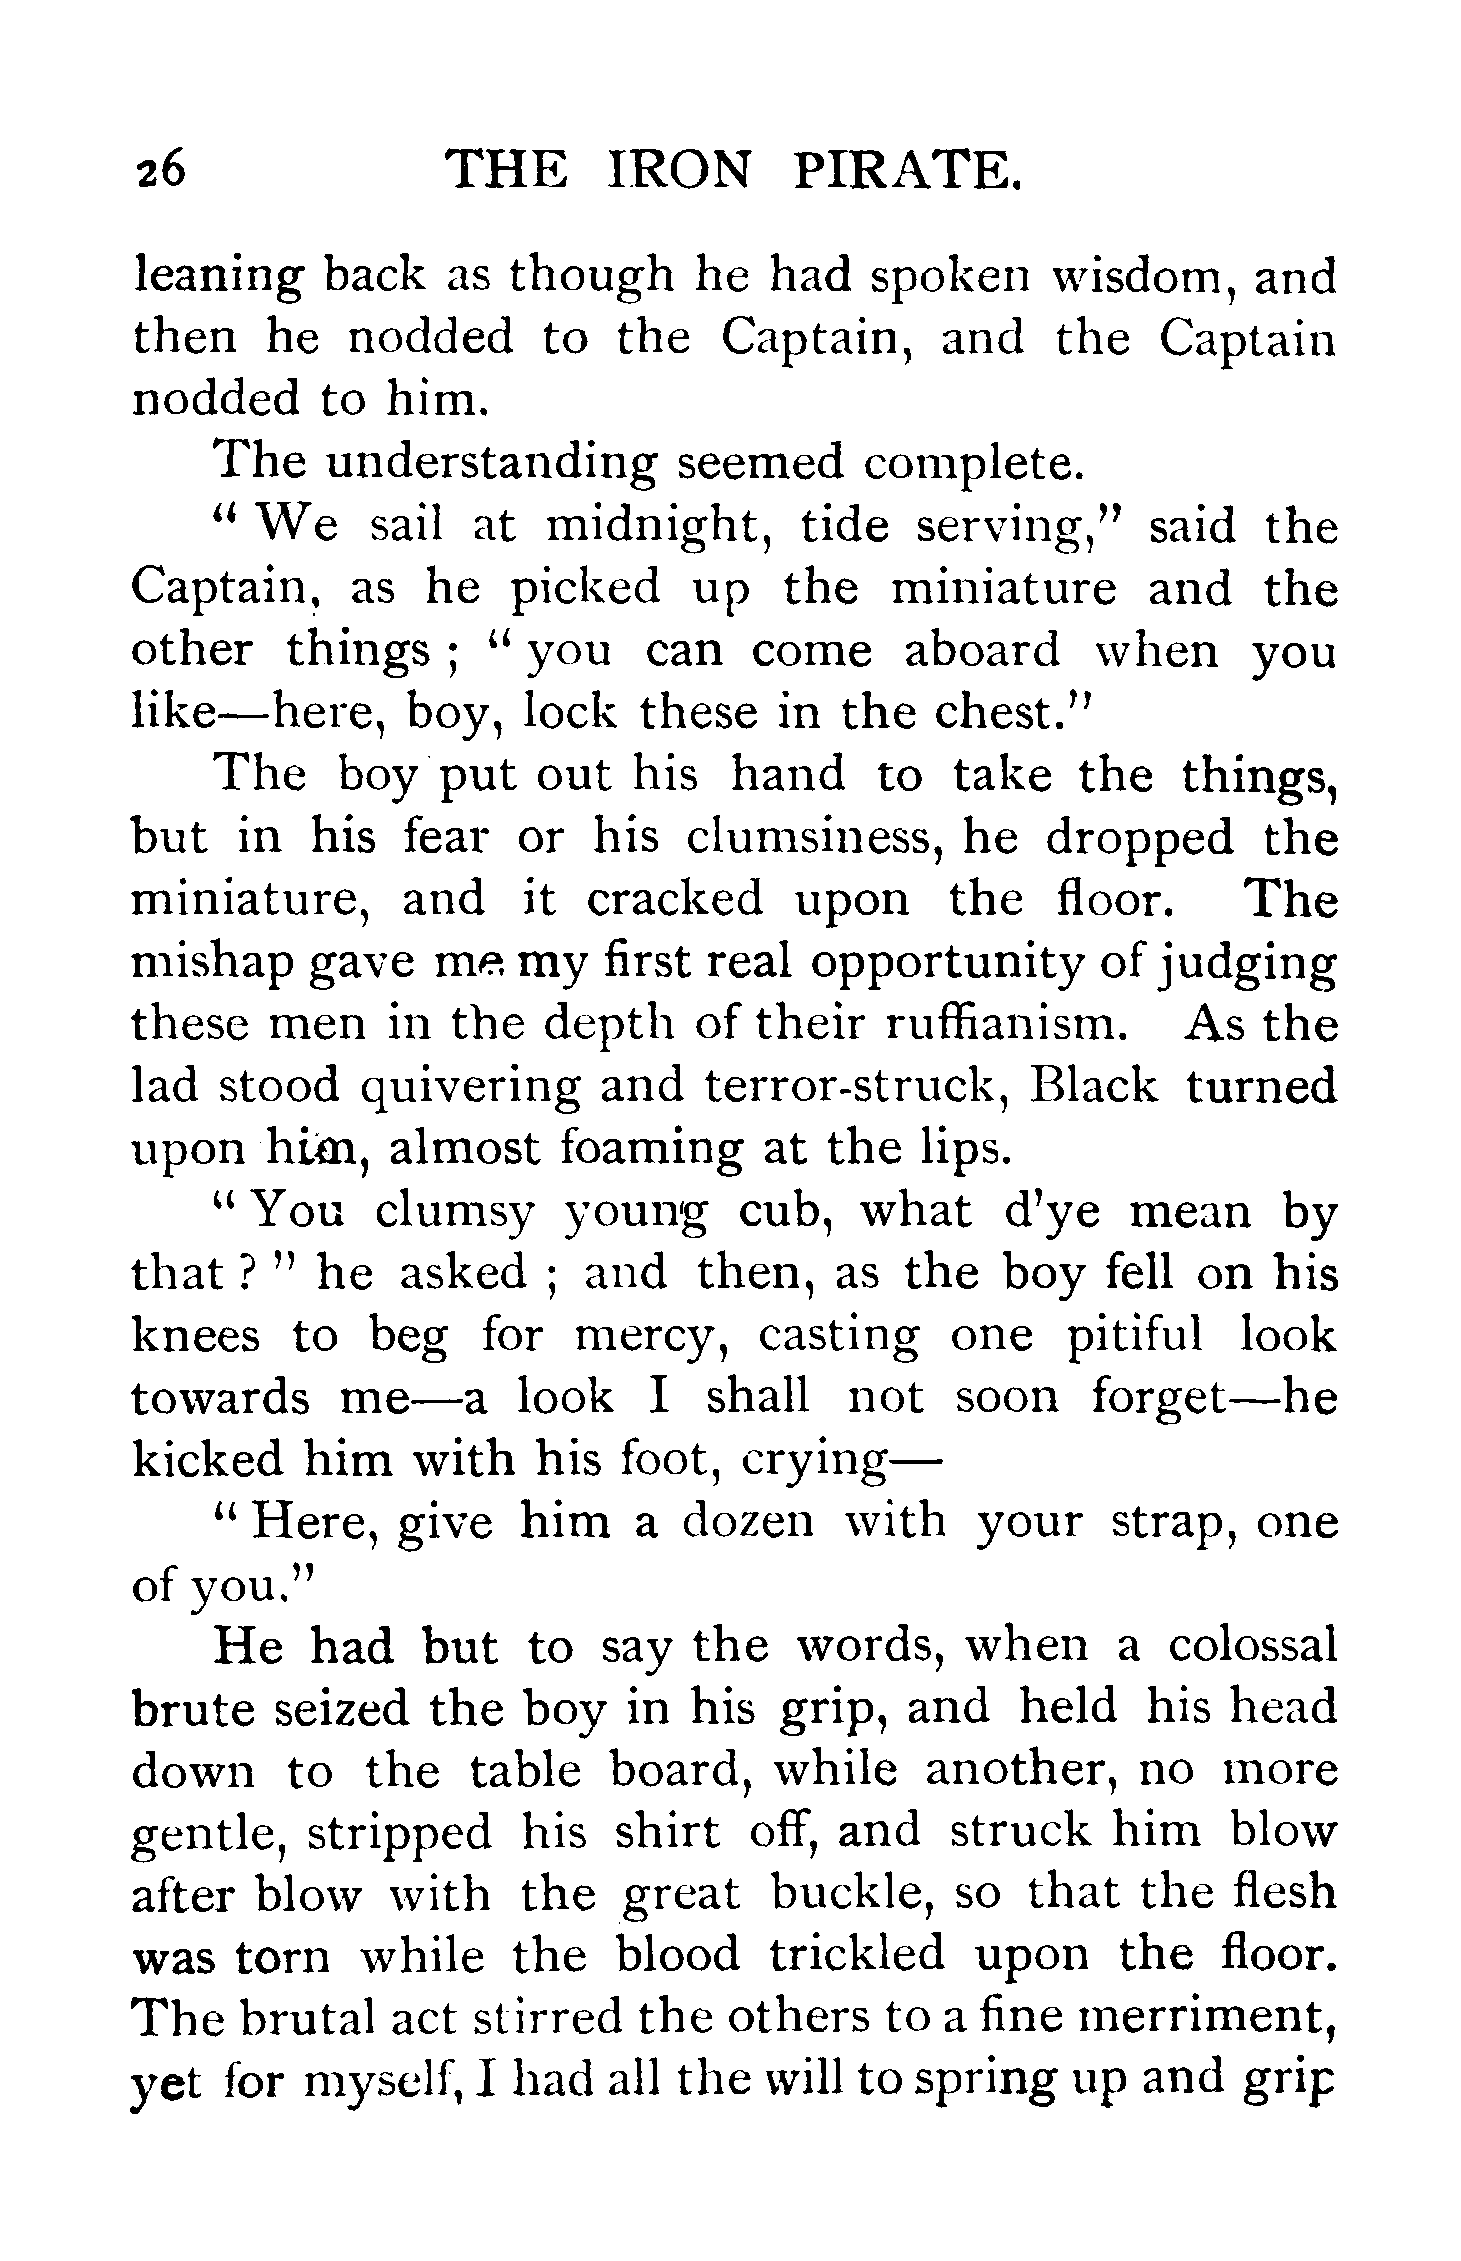 26 THE IRON PIRATE.
leaning back as though he had spoken wisdom, and
then he nodded to the Captain, and the Captain
nodded to him.
The understanding seemed complete.
“ We sail at midnight, tide serving,” said the
Captain, as he picked up the miniature and the
other things ; “ you can come aboard when you
like—here, boy, lock these in the chest.”
The boy put out his hand to take the things,
but in his fear or his clumsiness, he dropped the
miniature, and it cracked upon the floor. The
mishap gave me my first real opportunity of judging
these men in the depth of their ruffianism. As the
lad stood quivering and terror-struck, Black turned
upon him, almost foaming at the lips.
“ You clumsy young cub, what d’ye mean by
that ? ” he asked ; and then, as the boy fell on his
knees to beg for mercy, casting one pitiful look
towards me—a look I shall not soon forget—he
kicked him with his foot, crying—
“ Here, give him a dozen with your strap, one
of you.”
He had but to say the words, when a colossal
brute seized the boy in his grip, and held his head
down to the table board, while another, no more
gentle, stripped his shirt off, and struck him blow
after blow with the great buckle, so that the flesh
was torn while the blood trickled upon the floor.
The brutal act stirred the others to a fine merriment,
yet for myself, I had all the will to spring up and grip